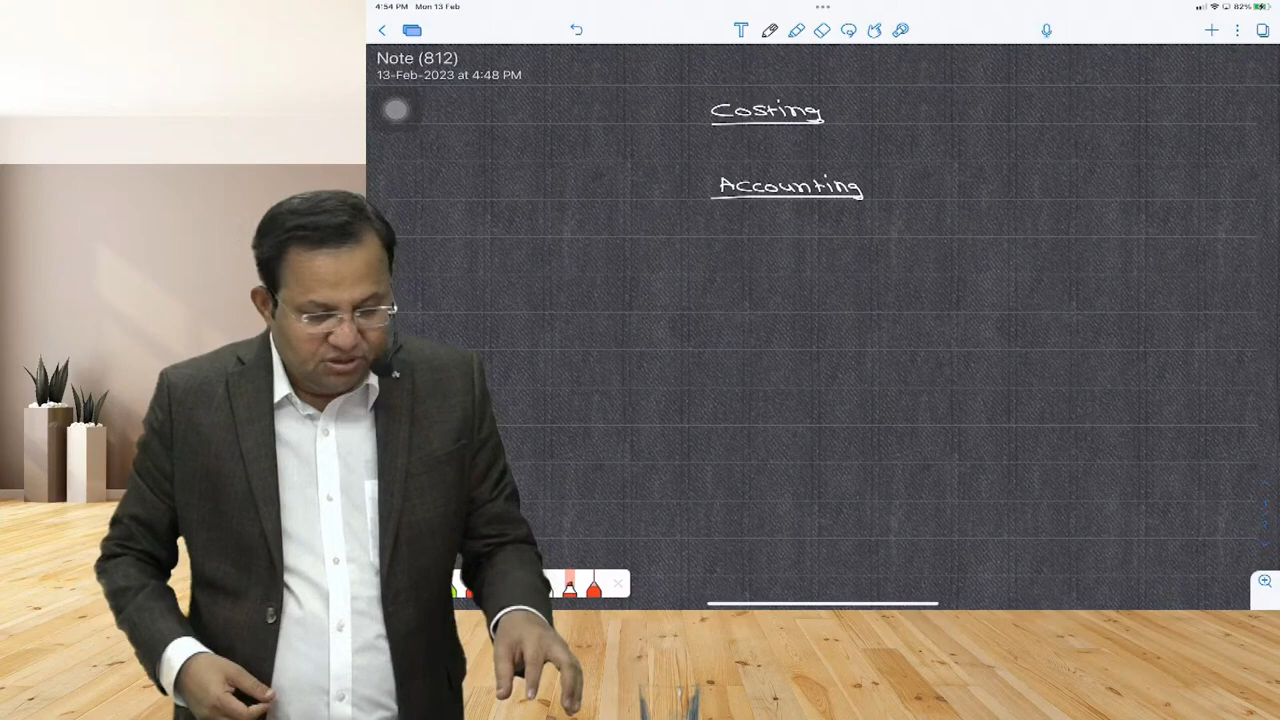 4:54 PM Mon 13 Feb
82%
T
Note (812)
13-Feb-2023 at 4:48 PM
Costing
Accounting